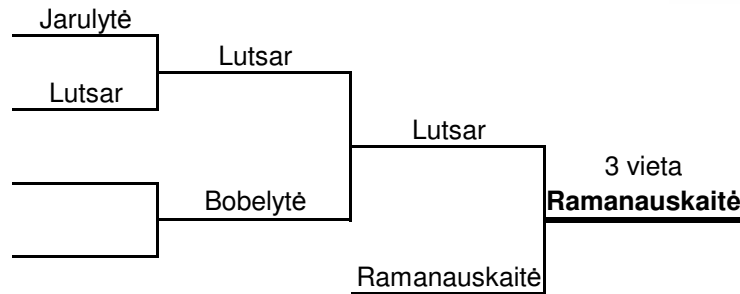 Jarulytė
Lutsar
Lutsar
Lutsar
3 vieta
Ramanauskaitė
Bobelytė
Ramanauskaitė